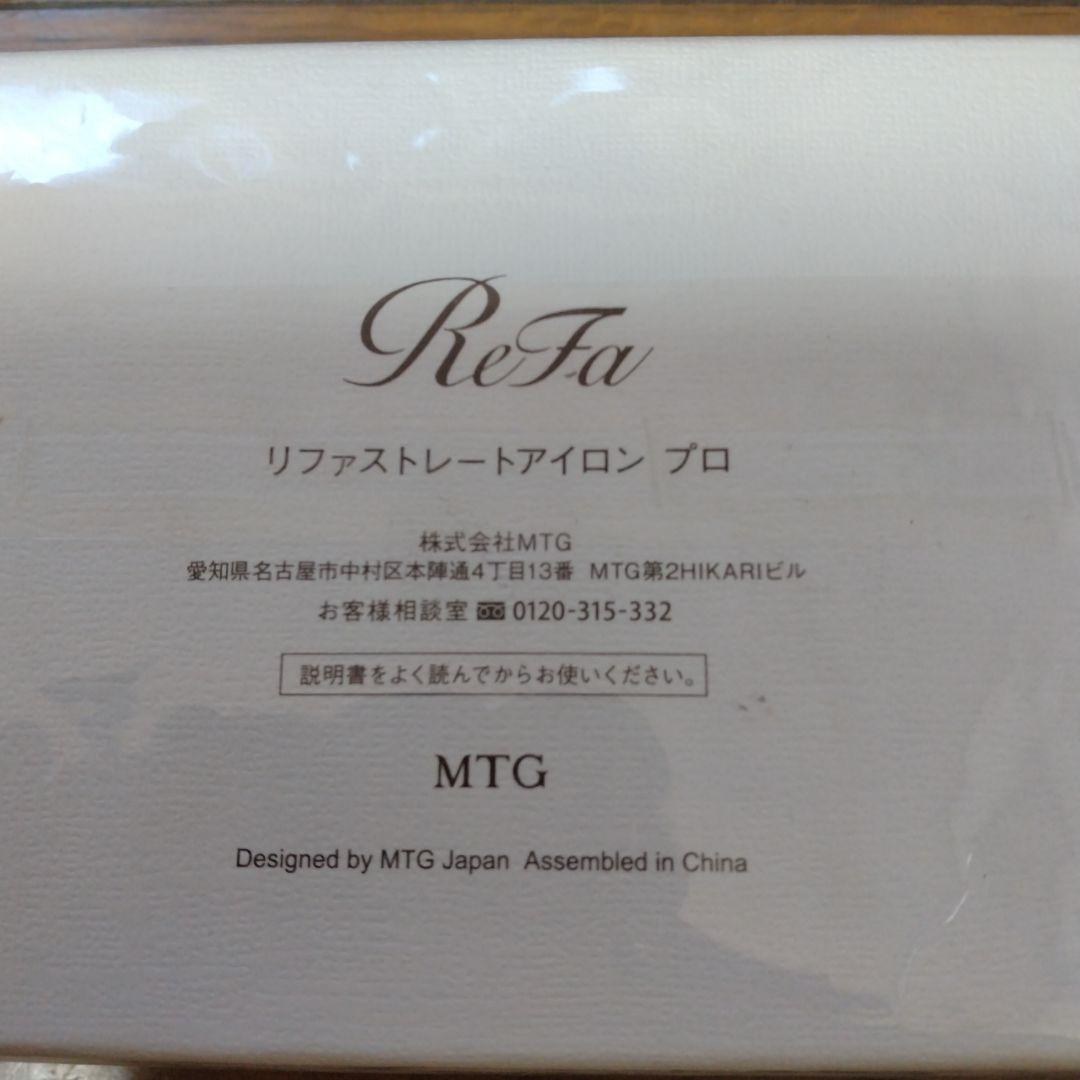 ReFa
リファストレートアイロン プロ
株式会社MTG
愛知県名古屋市中村区本陣通4丁目13番 MTG第2HIKARIビル
お客様相談室 0120-315-332
説明書をよく読んでからお使いください。
MTG
Designed by MTG Japan Assembled in China